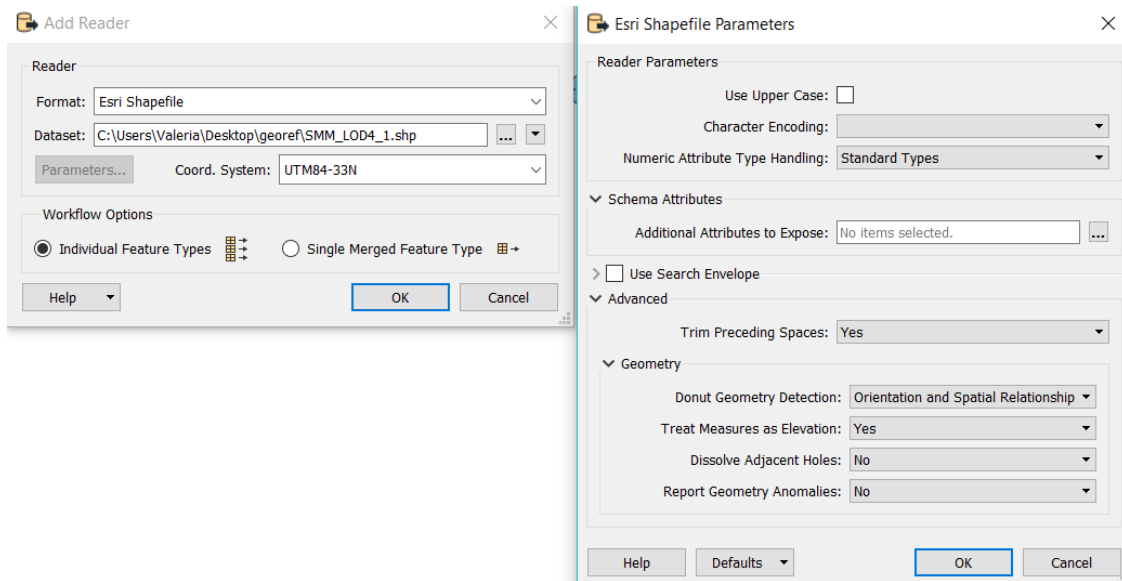 Add Reader
Reader
Format: Esri Shapefile
Dataset: C:\Users\Valeria\Desktop\georef\SMM_LOD4_1.shp ...
Parameters... Coord. System: UTM84-33N
Workflow Options
Individual Feature Types Single Merged Feature Type
Help OK Cancel
Esri Shapefile Parameters
Reader Parameters
Use Upper Case:
Character Encoding:
Numeric Attribute Type Handling: Standard Types
Schema Attributes
Additional Attributes to Expose: No items selected. ...
Use Search Envelope
Advanced
Trim Preceding Spaces: Yes
Geometry
Donut Geometry Detection: Orientation and Spatial Relationship
Treat Measures as Elevation: Yes
Dissolve Adjacent Holes: No
Report Geometry Anomalies: No
Help Defaults OK Cancel